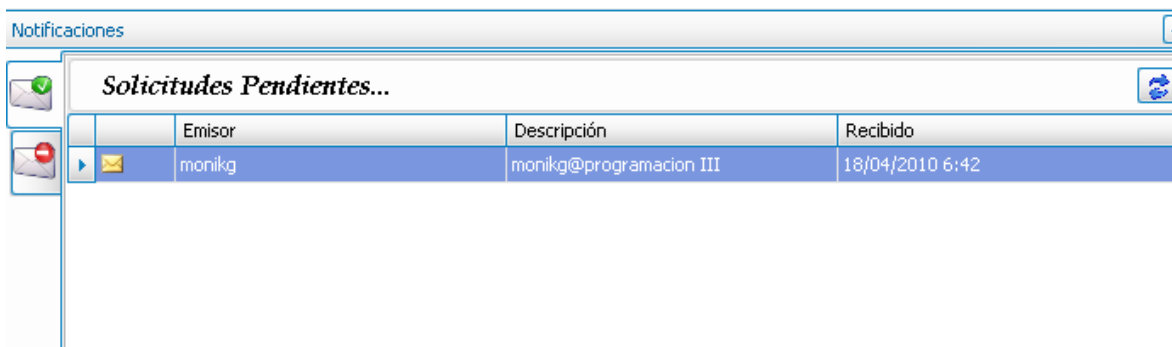 Notificaciones
Solicitudes Pendientes...
Emisor Descripción Recibido
monikg monikg@programacion III 18/04/2010 6:42